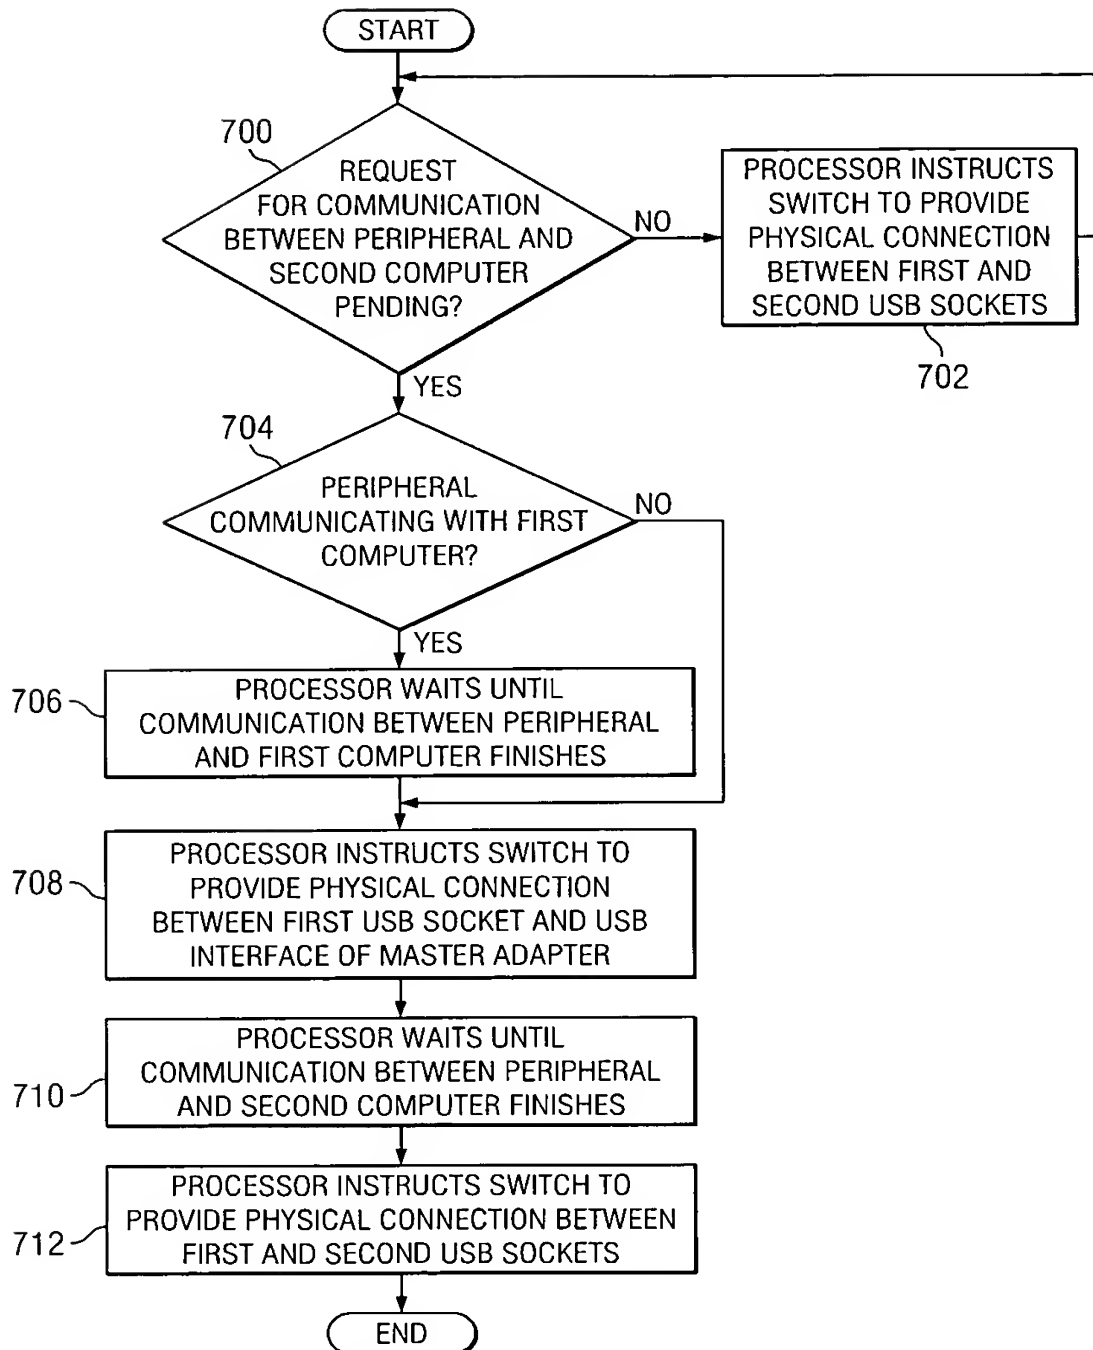 START
700
REQUEST
FOR COMMUNICATION
BETWEEN PERIPHERAL AND
SECOND COMPUTER
PENDING?
NO
PROCESSOR INSTRUCTS
SWITCH TO PROVIDE
PHYSICAL CONNECTION
BETWEEN FIRST AND
SECOND USB SOCKETS
702
YES
704
PERIPHERAL
COMMUNICATING WITH FIRST
COMPUTER?
NO
YES
706
PROCESSOR WAITS UNTIL
COMMUNICATION BETWEEN PERIPHERAL
AND FIRST COMPUTER FINISHES
708
PROCESSOR INSTRUCTS SWITCH TO
PROVIDE PHYSICAL CONNECTION
BETWEEN FIRST USB SOCKET AND USB
INTERFACE OF MASTER ADAPTER
710
PROCESSOR WAITS UNTIL
COMMUNICATION BETWEEN PERIPHERAL
AND SECOND COMPUTER FINISHES
712
PROCESSOR INSTRUCTS SWITCH TO
PROVIDE PHYSICAL CONNECTION BETWEEN
FIRST AND SECOND USB SOCKETS
END